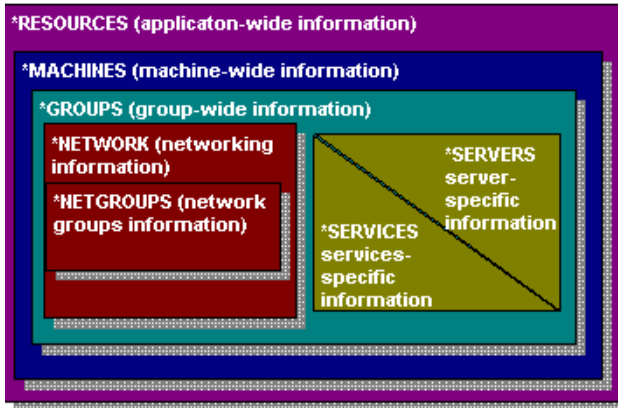 *RESOURCES (applicaton-wide information)
*MACHINES (machine-wide information)
*GROUPS (group-wide information)
*NETWORK (networking
information)
*NETGROUPS (network
groups information)
*SERVERS
server-
specific
information
*SERVICES
services-
specific
information